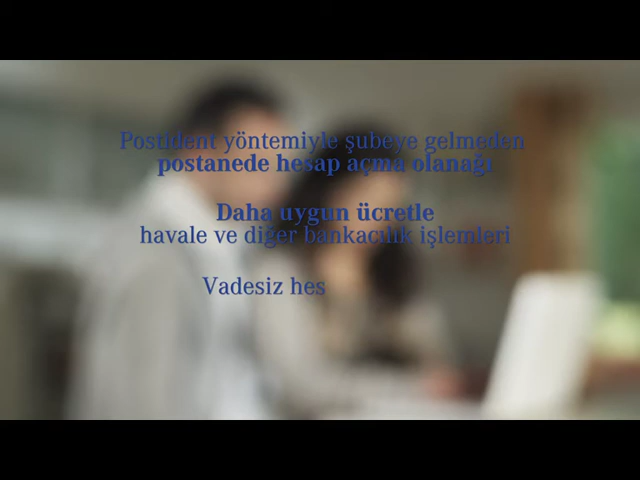 Postident yöntemiyle şubeye gelmeden
postanede hesap açma olanağı
Daha uygun ücretle
havale ve diğer bankacılık işlemleri
Vadesiz hes